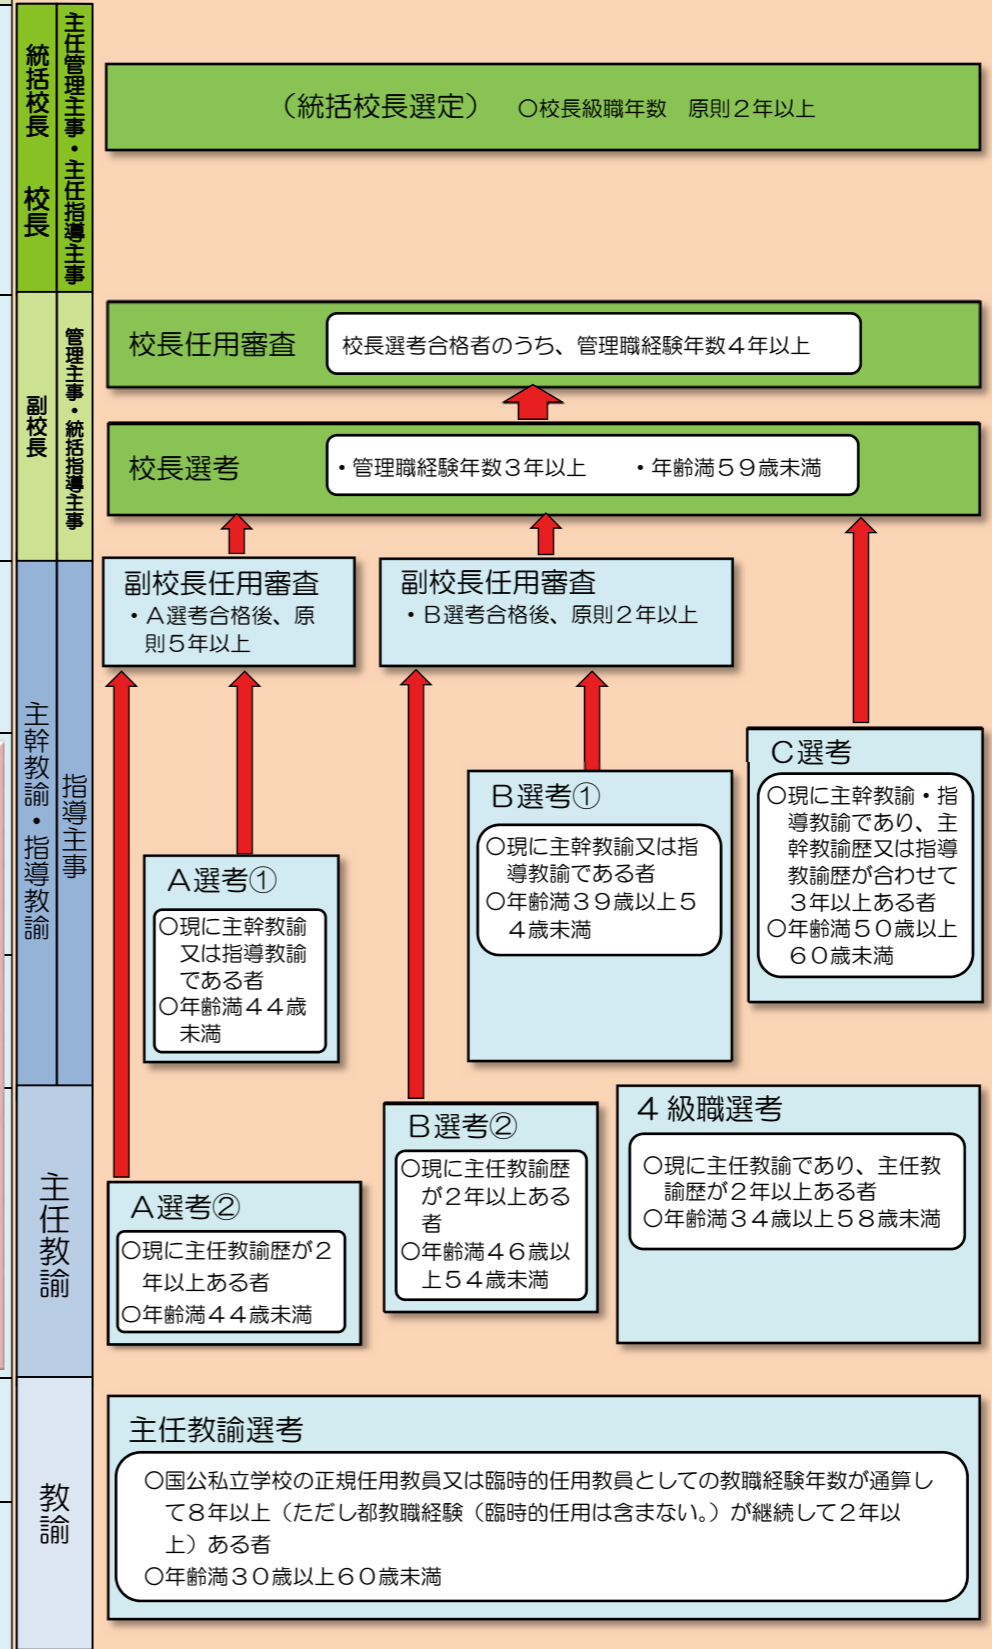 統括校長 校長
主任管理主事・主任指導主事
（統括校長選定） ○校長級職年数 原則２年以上
副校長
管理主事・統括指導主事
校長任用審査
校長選考合格者のうち、管理職経験年数４年以上
校長選考
・管理職経験年数３年以上 ・年齢満５９歳未満
主幹教諭・指導教諭
指導主事
副校長任用審査
・Ａ選考合格後、原
則５年以上
副校長任用審査
・Ｂ選考合格後、原則２年以上
Ａ選考①
○現に主幹教諭
又は指導教諭
である者
○年齢満４４歳
未満
Ｂ選考①
○現に主幹教諭又は指
導教諭である者
○年齢満３９歳以上５
４歳未満
Ｃ選考
○現に主幹教諭・指
導教諭であり、主
幹教諭歴又は指導
教諭歴が合わせて
３年以上ある者
○年齢満５０歳以上
６０歳未満
主任教諭
Ａ選考②
○現に主任教諭歴が２
年以上ある者
○年齢満４４歳未満
Ｂ選考②
○現に主任教諭歴
が２年以上ある
者
○年齢満４６歳以
上５４歳未満
４級職選考
○現に主任教諭であり、主任教
諭歴が２年以上ある者
○年齢満３４歳以上５８歳未満
教諭
主任教諭選考
○国公私立学校の正規任用教員又は臨時的任用教員としての教職経験年数が通算し
て８年以上（ただし都教職経験（臨時的任用は含まない。）が継続して２年以
上）ある者
○年齢満３０歳以上６０歳未満